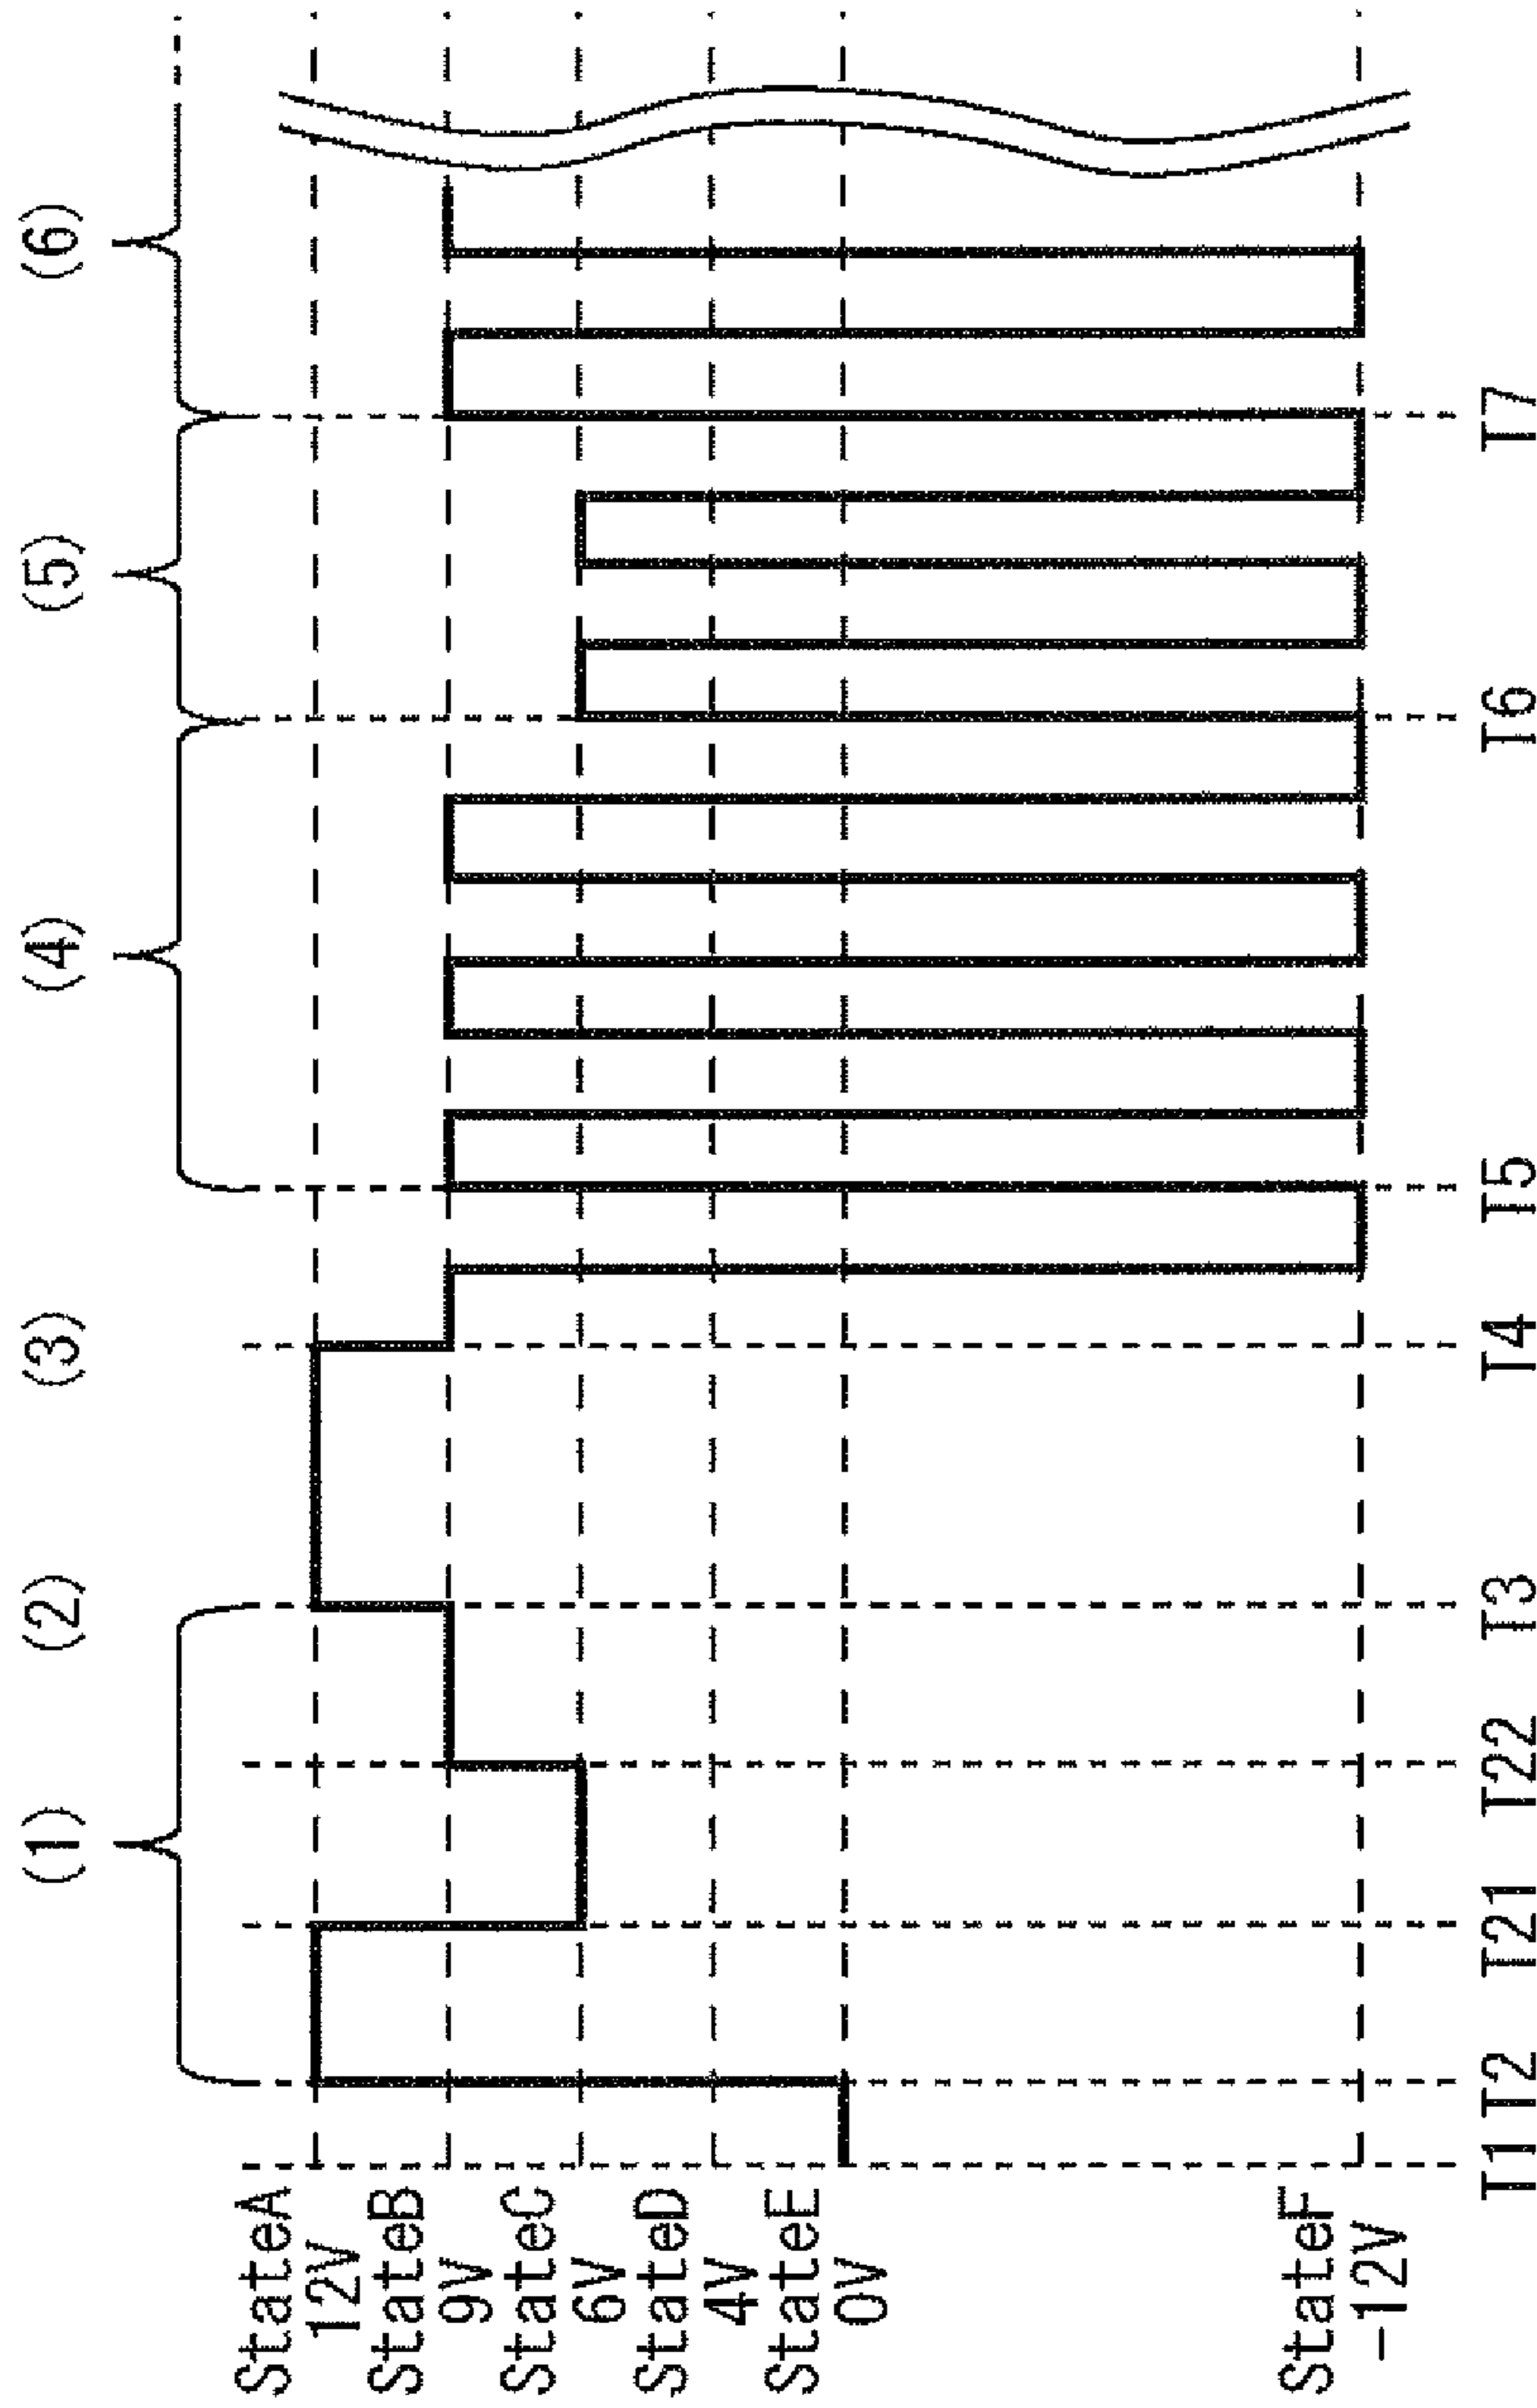 (1) (2) (3) (4) (5) (6)
StateA
12V
StateB
9V
StateC
6V
StateD
4V
StateE
0V
StateF
-12V
T1 T2 T21 T22 T3 T4 T5 T6 T7